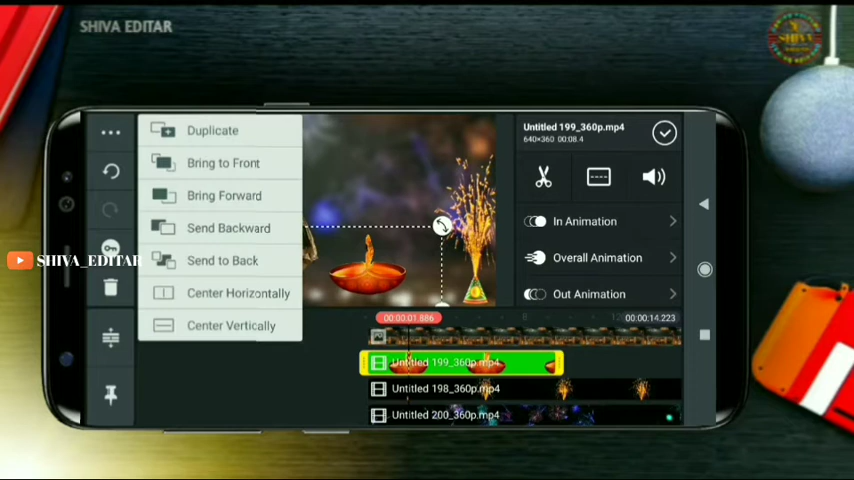 SHIVA EDITAR
SHIVA
Duplicate
Bring to Front
Bring Forward
Send Backward
Send to Back
Center Horizontally
Center Vertically
Untitled 199_360p.mp4
640×360 00:08.4
In Animation
Overall Animation
Out Animation
SHIVA_EDITAR
00:00:01.886
00:00:14.223
Untitled 199_360p.mp4
Untitled 198_360p.mp4
Untitled 200_360p.mp4